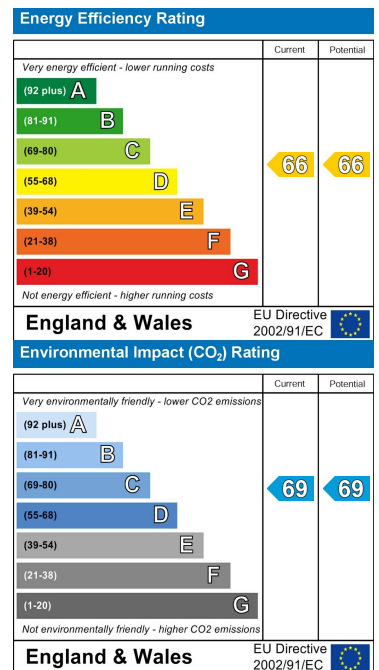 Energy Efficiency Rating
Current Potential
Very energy efficient - lower running costs
(92 plus) A
(81-91) B
(69-80) C
(55-68) D
66 66
(39-54) E
(21-38) F
(1-20) G
Not energy efficient - higher running costs
England & Wales
EU Directive
2002/91/EC
Environmental Impact (CO₂) Rating
Current Potential
Very environmentally friendly - lower CO2 emissions
(92 plus) A
(81-91) B
(69-80) C
69 69
(55-68) D
(39-54) E
(21-38) F
(1-20) G
Not environmentally friendly - higher CO2 emissions
England & Wales
EU Directive
2002/91/EC